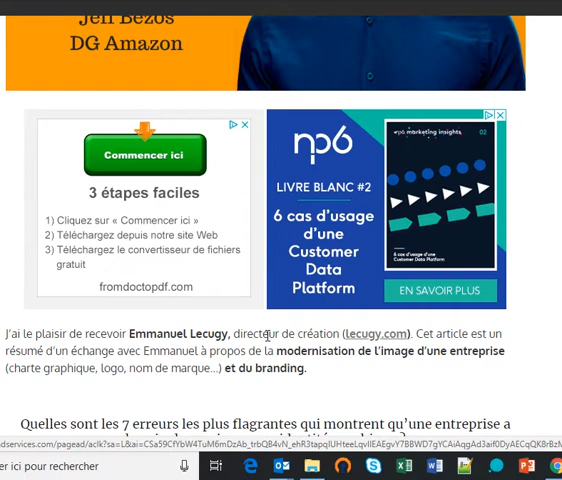 Jeff Bezos
DG Amazon
Commencer ici
3 étapes faciles
1) Cliquez sur « Commencer ici »
2) Téléchargez depuis notre site Web
3) Téléchargez le convertisseur de fichiers
gratuit
fromdoctopdf.com
np6
LIVRE BLANC #2
6 cas d'usage
d'une
Customer
Data
Platform
marketing insights
02
6 cas d'usage d'une
Customer Data Platform
EN SAVOIR PLUS
J'ai le plaisir de recevoir Emmanuel Lecugy, directeur de création (lecugy.com). Cet article est un
résumé d'un échange avec Emmanuel à propos de la modernisation de l'image d'une entreprise
(charte graphique, logo, nom de marque...) et du branding.
Quelles sont les 7 erreurs les plus flagrantes qui montrent qu'une entreprise a
er ici pour rechercher